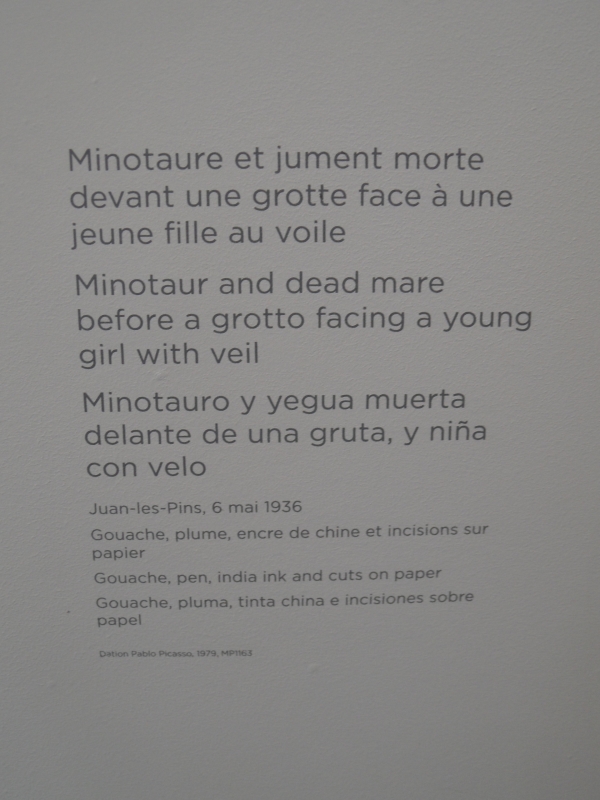 Minotaure et jument morte
devant une grotte face à une
jeune fille au voile
Minotaur and dead mare
before a grotto facing a young
girl with veil
Minotauro y yegua muerta
delante de una gruta, y niña
con velo
Juan-les-Pins, 6 mai 1936
Gouache, plume, encre de chine et incisions sur
papier
Gouache, pen, india ink and cuts on paper
Gouache, pluma, tinta china e incisiones sobre
papel
Dation Pablo Picasso, 1979, MP1163